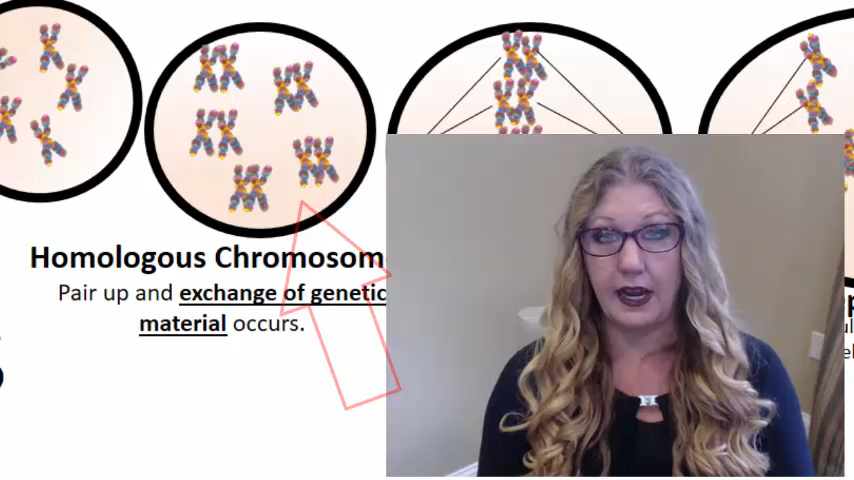 Homologous Chromosom
Pair up and exchange of genetic
material occurs.